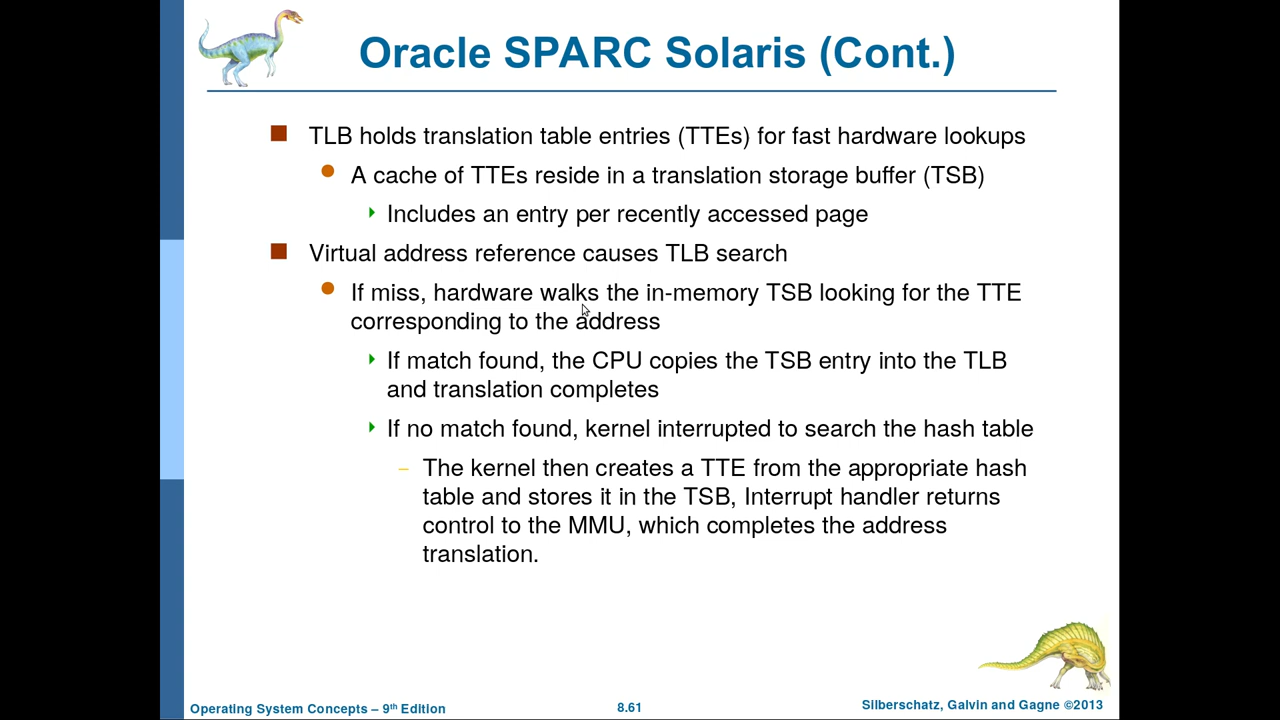 Oracle SPARC Solaris (Cont.)
TLB holds translation table entries (TTEs) for fast hardware lookups
A cache of TTEs reside in a translation storage buffer (TSB)
Includes an entry per recently accessed page
Virtual address reference causes TLB search
If miss, hardware walks the in-memory TSB looking for the TTE
corresponding to the address
If match found, the CPU copies the TSB entry into the TLB
and translation completes
If no match found, kernel interrupted to search the hash table
– The kernel then creates a TTE from the appropriate hash
table and stores it in the TSB, Interrupt handler returns
control to the MMU, which completes the address
translation.
Operating System Concepts – 9th Edition
8.61
Silberschatz, Galvin and Gagne ©2013